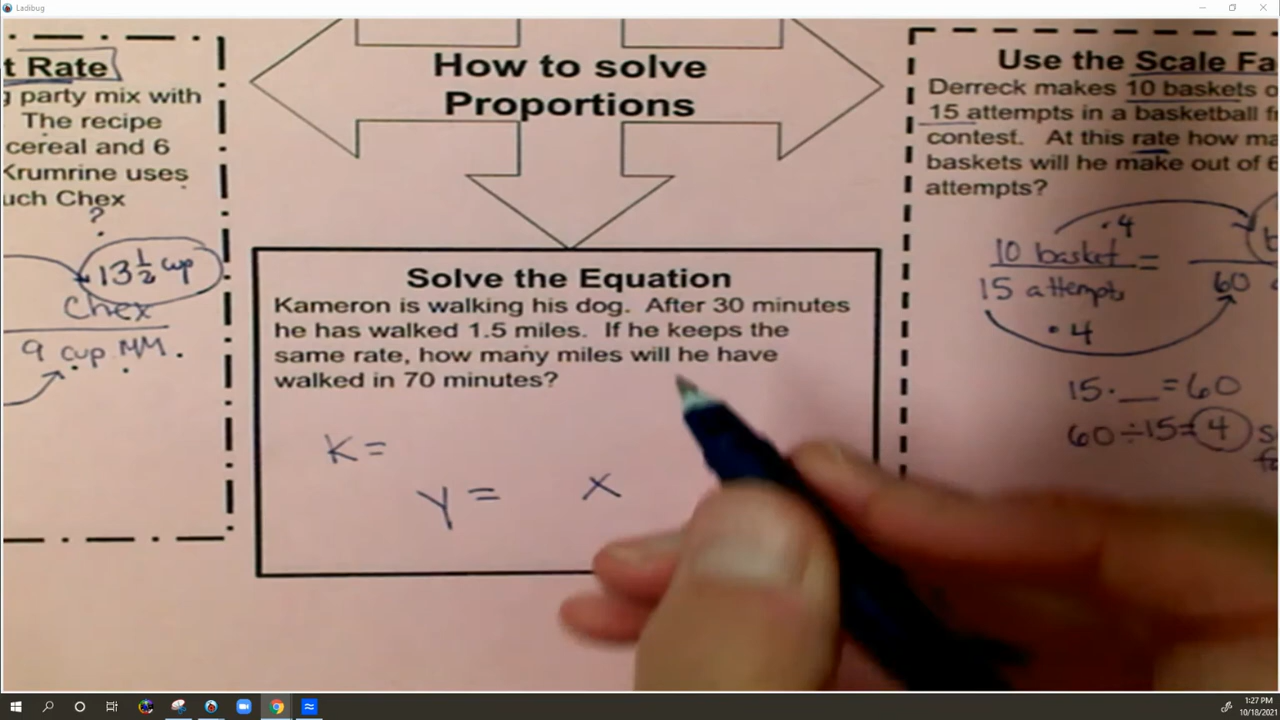 Ladibug
How to solve
Proportions
t Rate
party mix with
The recipe
cereal and 6
Krumrine uses
uch Chex
?
13 1/2 cup
Chex
9 cup MM.
Solve the Equation
Kameron is walking his dog. After 30 minutes
he has walked 1.5 miles. If he keeps the
same rate, how many miles will he have
walked in 70 minutes?
K=
y = x
Use the Scale Fa
Derreck makes 10 baskets o
15 attempts in a basketball f
contest. At this rate how ma
baskets will he make out of 6
attempts?
·4
10 basket =
15 attempts 60
·4
15·__=60
60÷15=4
1:27 PM
10/18/2021